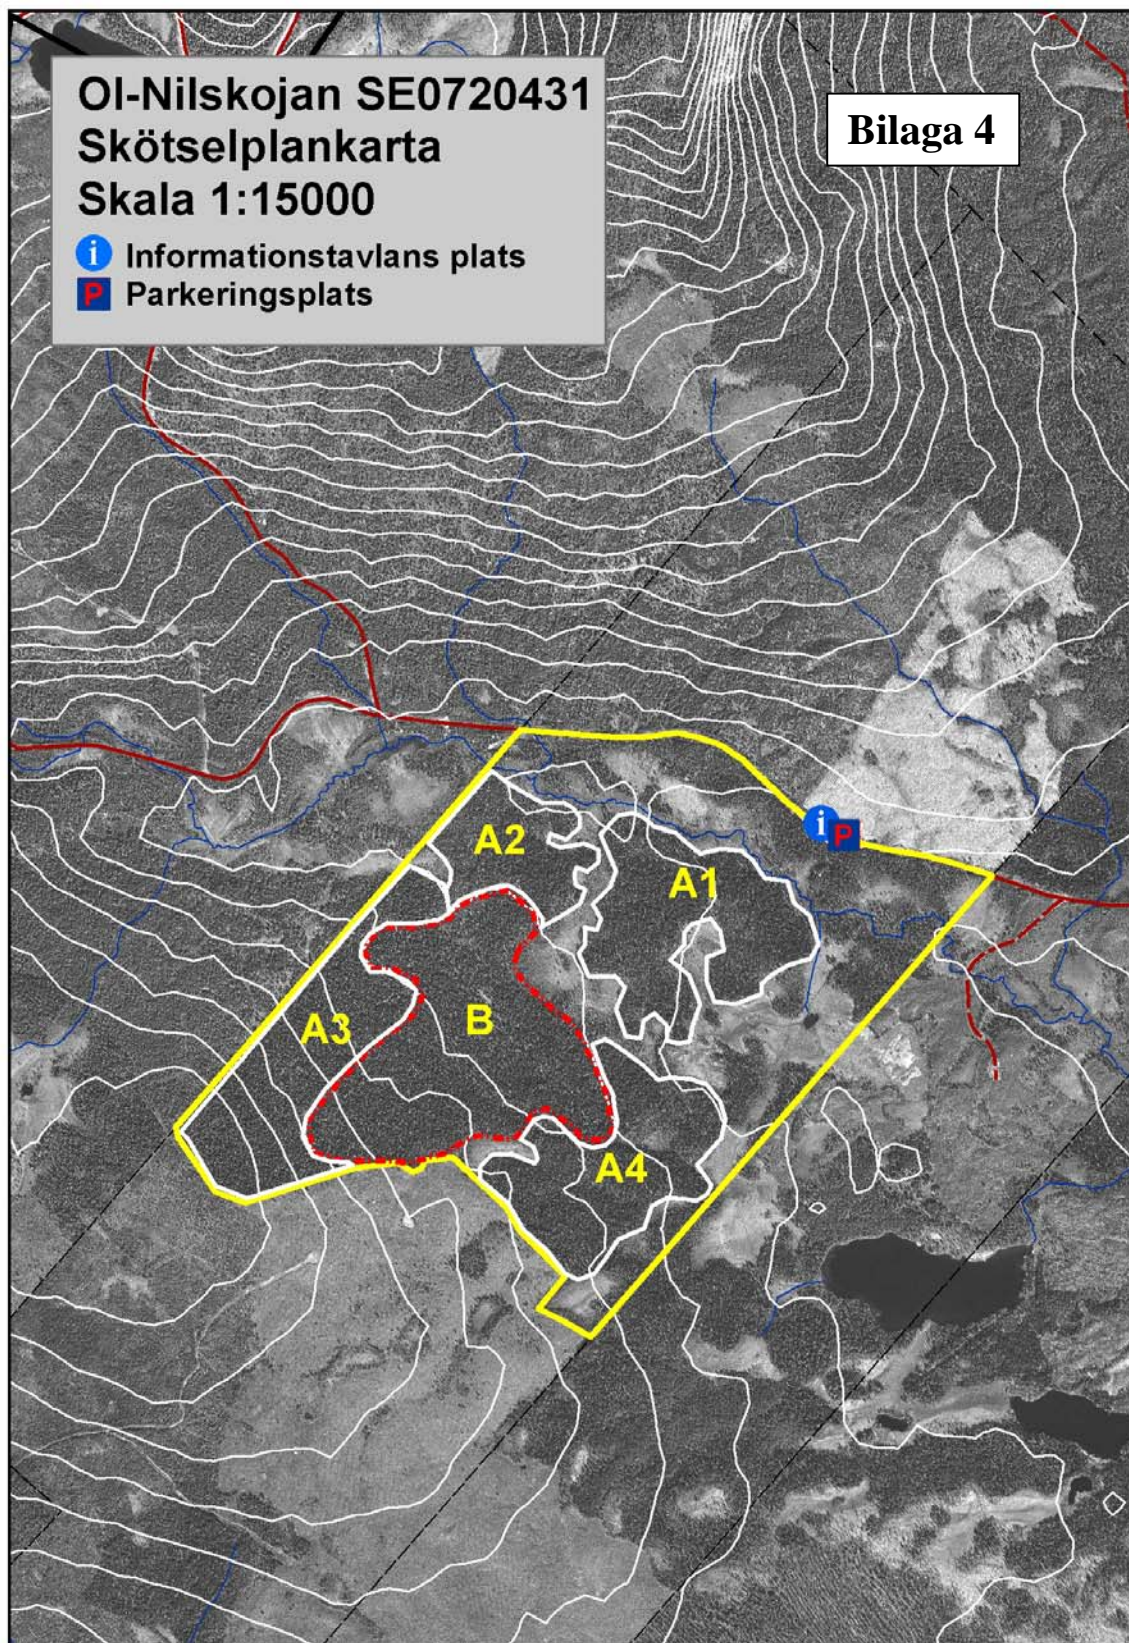 Ol-Nilskojan SE0720431
Skötselplankarta
Skala 1:15000
i Informationstavlans plats
P Parkeringsplats
Bilaga 4
i
P
A2
A1
A3
B
A4